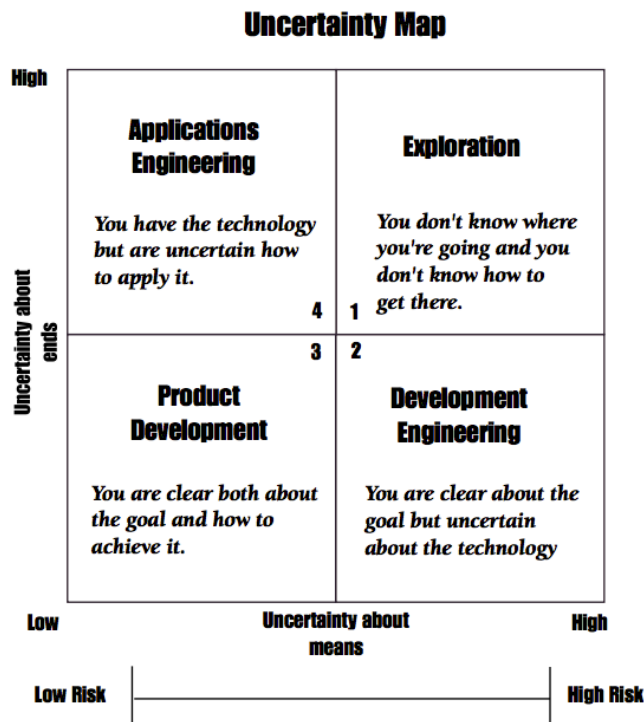 Uncertainty Map
High
Applications
Engineering
You have the technology
but are uncertain how
to apply it.
4
Exploration
You don't know where
you're going and you
don't know how to
get there.
1
Uncertainty about
ends
3
Product
Development
You are clear both about
the goal and how to
achieve it.
2
Development
Engineering
You are clear about the
goal but uncertain
about the technology
Low
Uncertainty about
means
High
Low Risk
High Risk